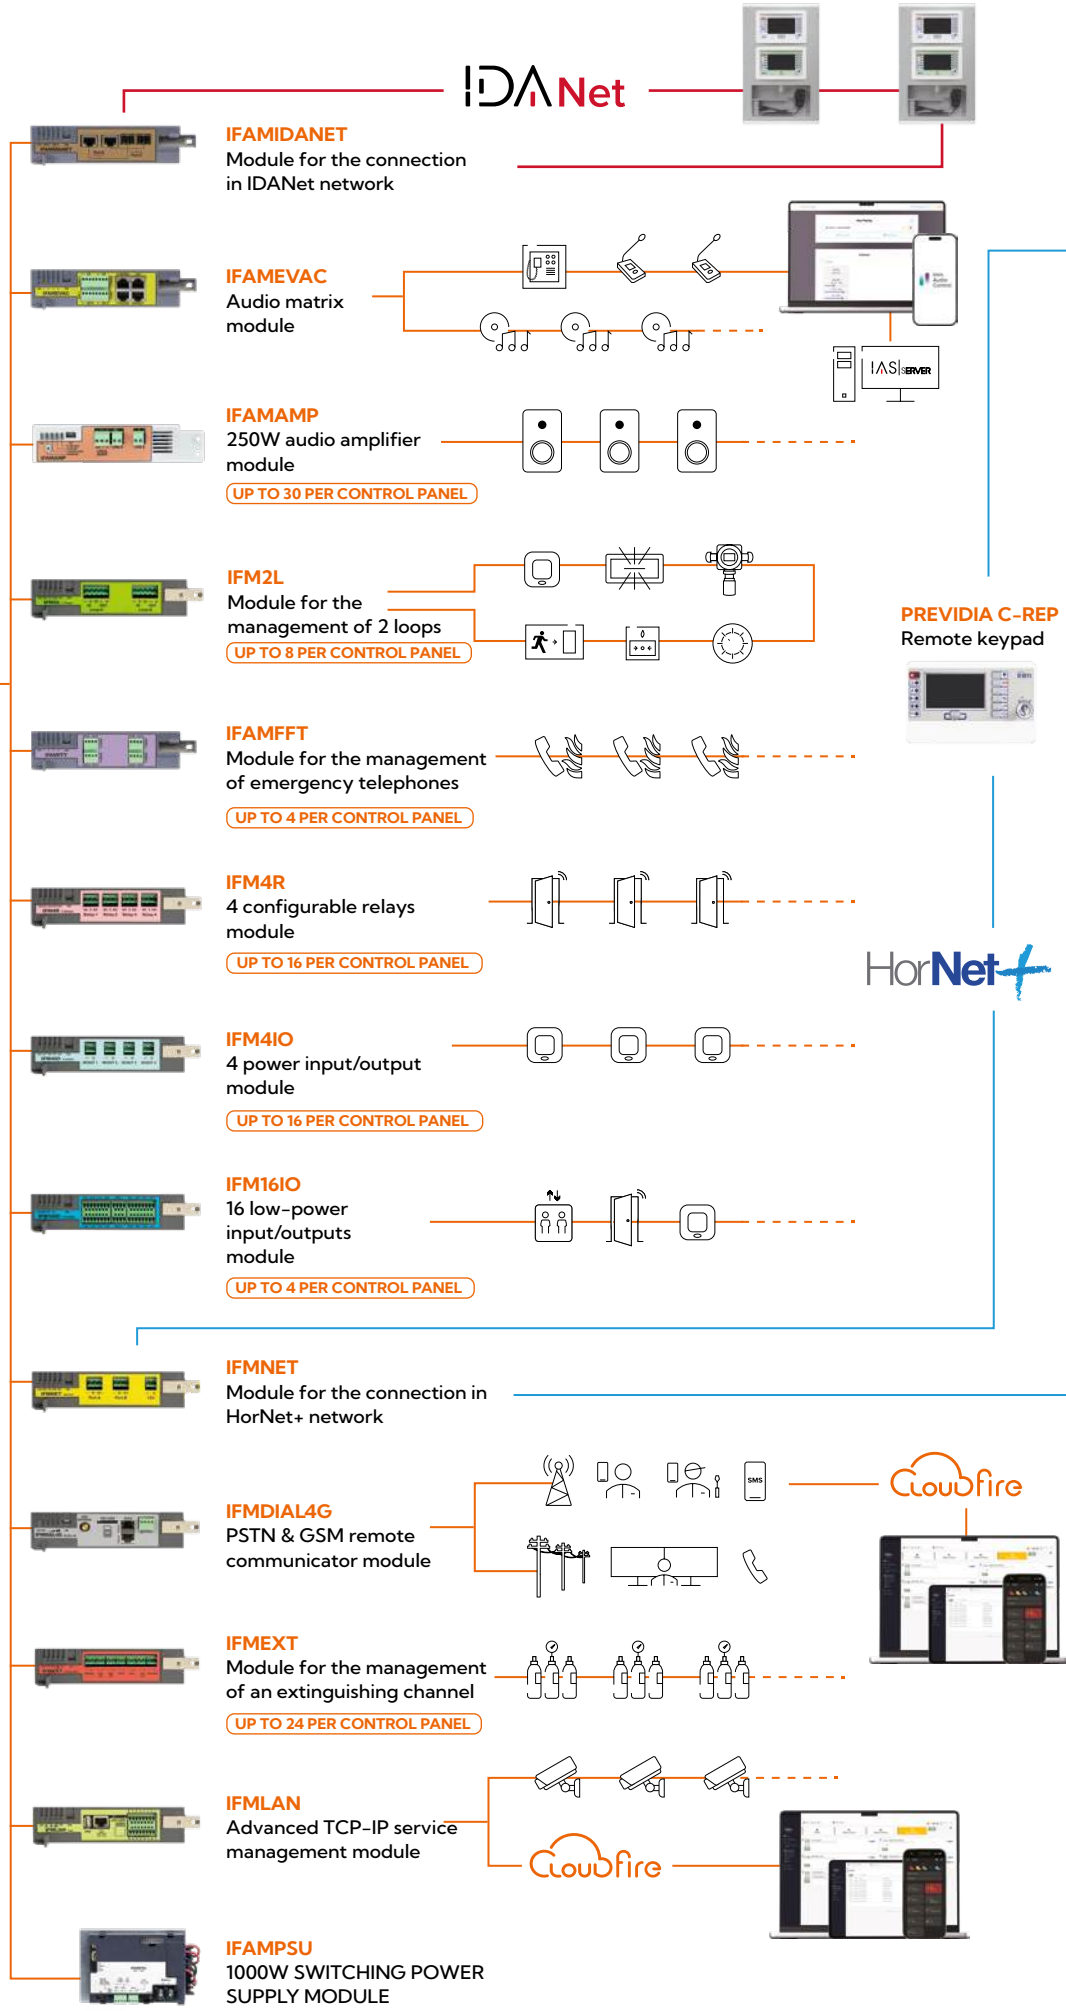 IDANet
IFAMIDANET
Module for the connection
in IDANet network
IFAMEVAC
Audio matrix
module
IAS SERVER
IFAMAMP
250W audio amplifier
module
UP TO 30 PER CONTROL PANEL
IFM2L
Module for the
management of 2 loops
UP TO 8 PER CONTROL PANEL
PREVIDIA C-REP
Remote keypad
IFAMFFT
Module for the management
of emergency telephones
UP TO 4 PER CONTROL PANEL
IFM4R
4 configurable relays
module
UP TO 16 PER CONTROL PANEL
HorNet+
IFM4IO
4 power input/output
module
UP TO 16 PER CONTROL PANEL
IFM16IO
16 low-power
input/outputs
module
UP TO 4 PER CONTROL PANEL
IFMNET
Module for the connection in
HorNet+ network
SMS
CLOUDFIRE
IFMDIAL4G
PSTN & GSM remote
communicator module
IFMEXT
Module for the management
of an extinguishing channel
UP TO 24 PER CONTROL PANEL
IFMLAN
Advanced TCP-IP service
management module
CLOUDFIRE
IFAMPSU
1000W SWITCHING POWER
SUPPLY MODULE